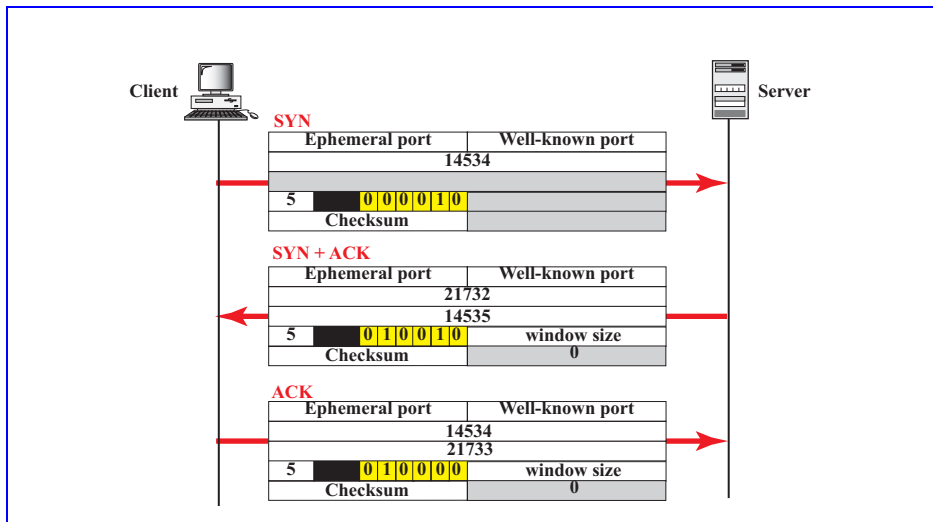 Client
Server
SYN
Ephemeral port Well-known port
14534
5 0 0 0 0 1 0
Checksum
SYN + ACK
Ephemeral port Well-known port
21732
14535
5 0 1 0 0 1 0 window size
Checksum 0
ACK
Ephemeral port Well-known port
14534
21733
5 0 1 0 0 0 0 window size
Checksum 0